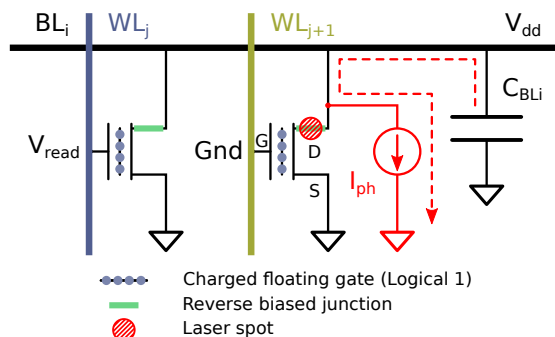 BLi WLj WLj+1 Vdd
CBLi
Vread Gnd G D
S Iph
Charged floating gate (Logical 1)
Reverse biased junction
Laser spot